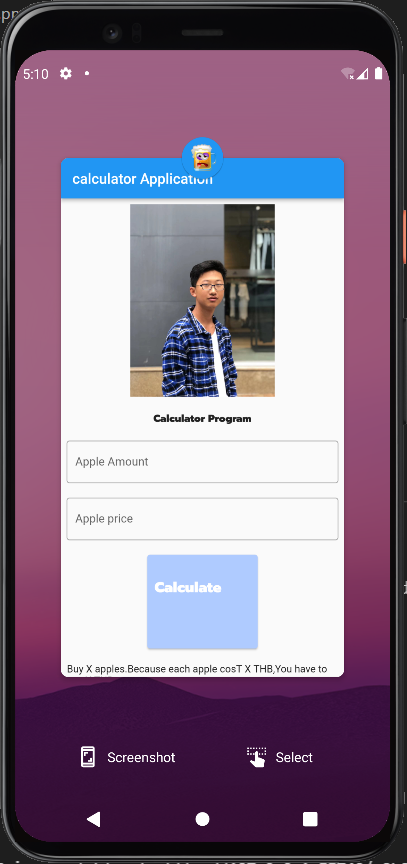 5:10
calculator Application
Calculator Program
Apple Amount
Apple price
Calculate
Buy X apples.Because each apple cosT X THB,You have to
Screenshot
Select